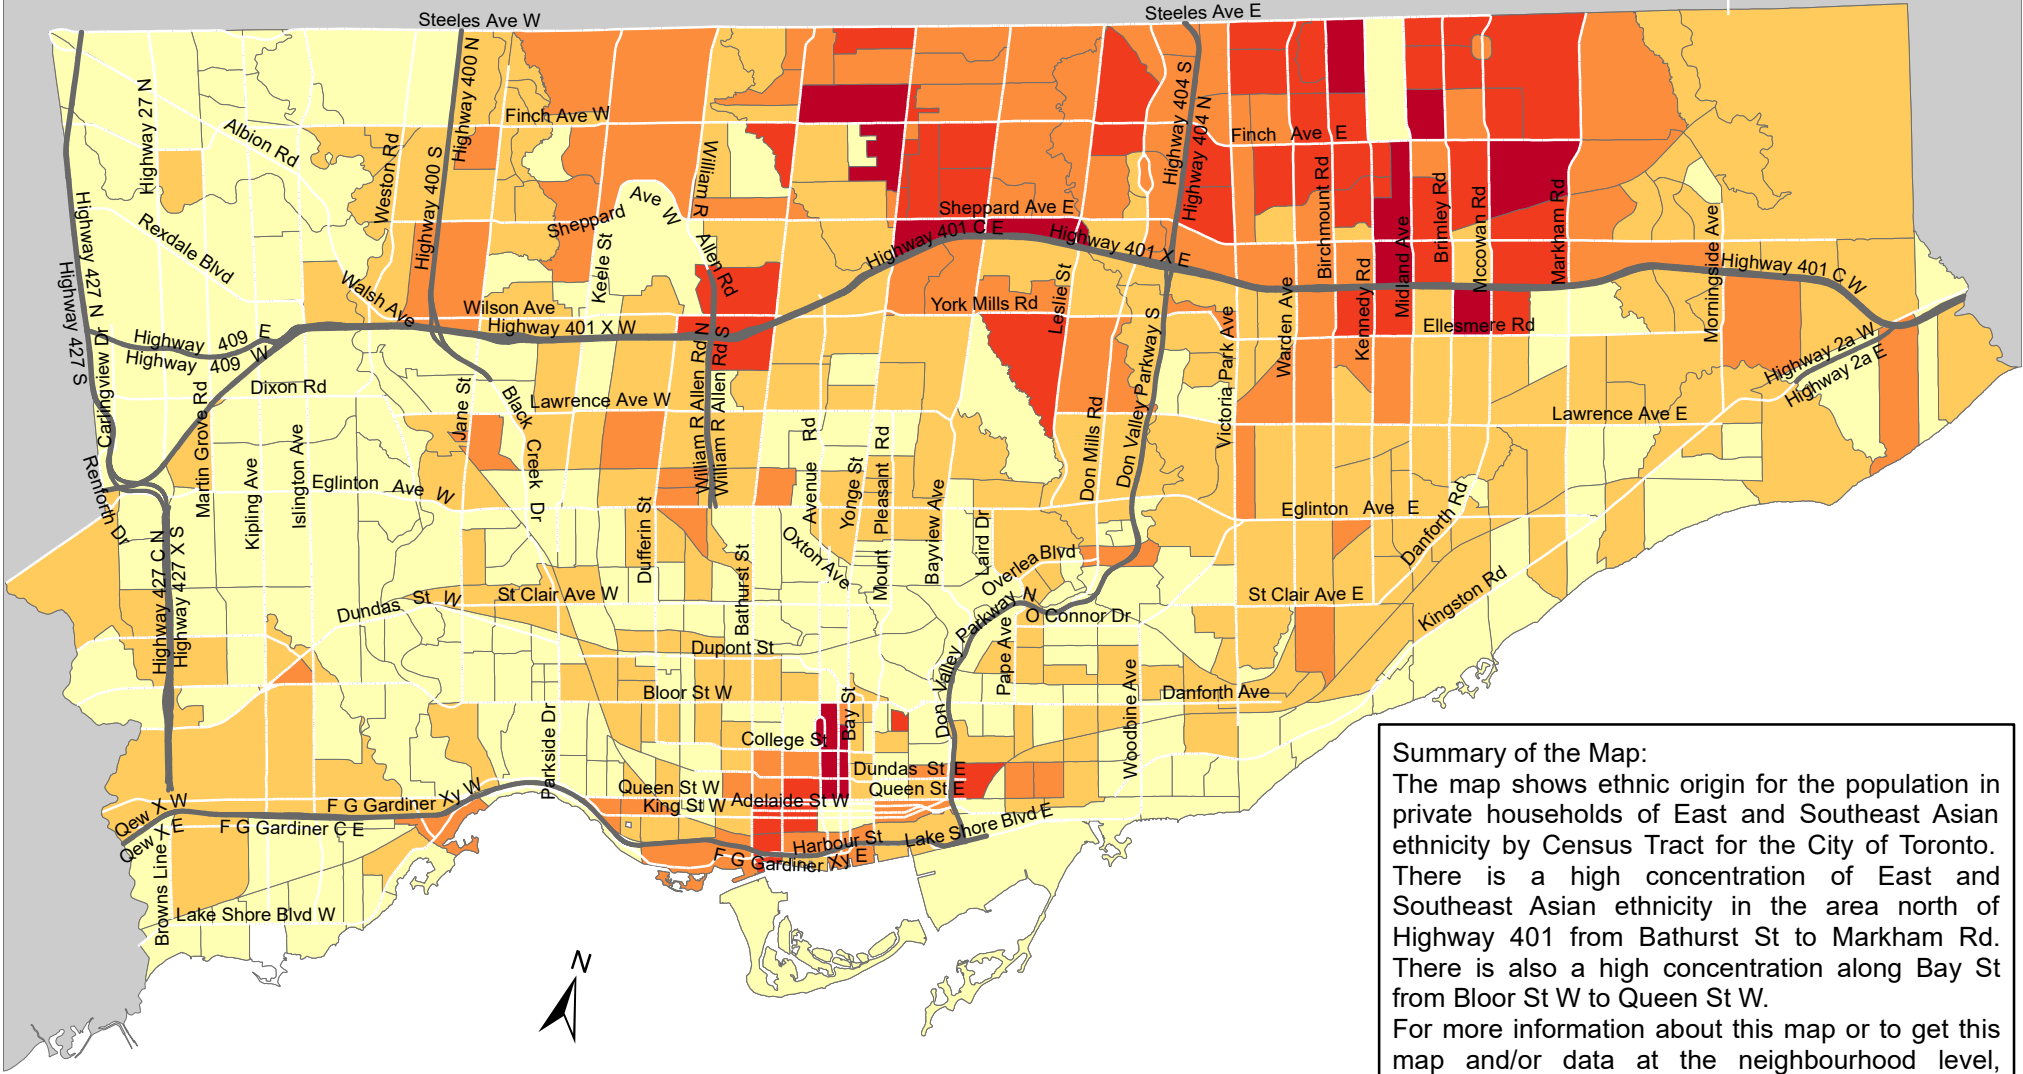 Steeles Ave W
Steeles Ave E
Highway 27 N
Albion Rd
Weston Rd
Highway 400 N
Highway 400 S
Finch Ave W
William R
Allen Rd
Highway 404 S
Highway 404 N
Finch Ave E
Highway 427 N
Highway 427 S
Rexdale Blvd
Sheppard Ave W
Keele St
Walsh Ave
Wilson Ave
Highway 401 X W
Highway 401 C E
Sheppard Ave E
Highway 401 X E
York Mills Rd
Leslie St
Birchmount Rd
Kennedy Rd
Midland Ave
Brimley Rd
Mccowan Rd
Markham Rd
Morningside Ave
Highway 401 C W
Ellesmere Rd
Warden Ave
Victoria Park Ave
Highway 2a W
Highway 2a E
Highway 409 E
Highway 409 W
Carlingview Dr
Dixon Rd
Martin Grove Rd
Jane St
Black Creek Dr
Lawrence Ave W
William R Allen Rd N
William R Allen Rd S
Avenue Rd
Yonge St
Mount Pleasant Rd
Bayview Ave
Don Mills Rd
Don Valley Parkway S
Lawrence Ave E
Renforth Dr
Kipling Ave
Islington Ave
Eglinton Ave W
Dufferin St
Bathurst St
Oxton Ave
Laird Dr
Overlea Blvd
Eglinton Ave E
Danforth Rd
Highway 427 C N
Highway 427 X S
Dundas St W
St Clair Ave W
Don Valley Parkway N
O Connor Dr
St Clair Ave E
Kingston Rd
Dupont St
Pape Ave
Bloor St W
Bay St
Danforth Ave
Woodbine Ave
Parkside Dr
College St
Dundas St E
Queen St W
Queen St E
King St W
Adelaide St W
Qew X W
Qew X E
F G Gardiner Xy W
F G Gardiner C E
Harbour St
Lake Shore Blvd E
F G Gardiner Xy E
Browns Line
Lake Shore Blvd W
N
Summary of the Map:
The map shows ethnic origin for the population in
private households of East and Southeast Asian
ethnicity by Census Tract for the City of Toronto.
There is a high concentration of East and
Southeast Asian ethnicity in the area north of
Highway 401 from Bathurst St to Markham Rd.
There is also a high concentration along Bay St
from Bloor St W to Queen St W.
For more information about this map or to get this
map and/or data at the neighbourhood level,